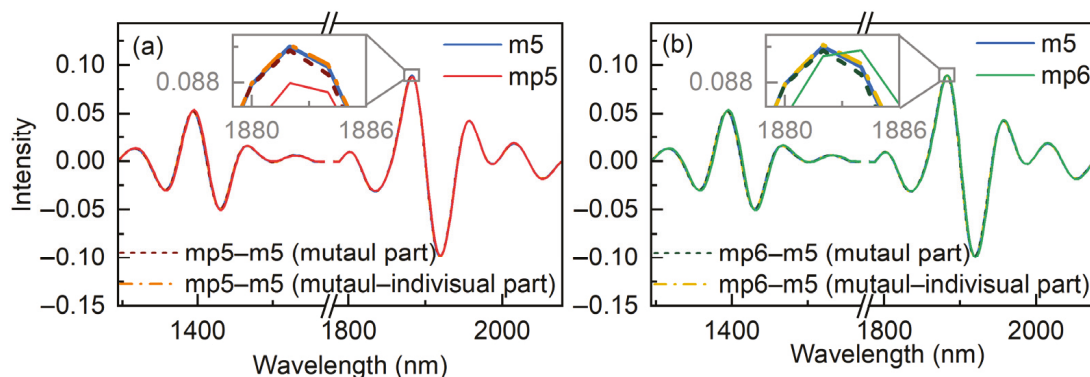 (a)
m5
mp5
0.088
1880
1886
Intensity
0.10
0.05
0.00
–0.05
–0.10
–0.15
mp5–m5 (mutaul part)
mp5–m5 (mutaul–indivisual part)
1400
1800
2000
Wavelength (nm)
(b)
m5
mp6
0.088
1880
1886
0.10
0.05
0.00
–0.05
–0.10
–0.15
mp6–m5 (mutaul part)
mp6–m5 (mutaul–indivisual part)
1400
1800
2000
Wavelength (nm)